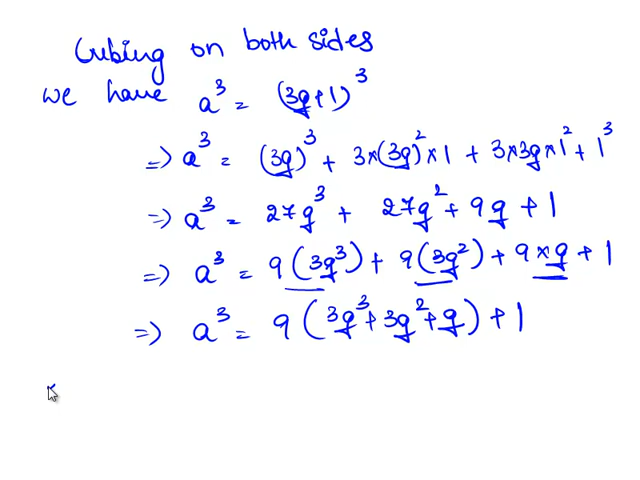 Cubing on both sides
we have a³ = (3q+1)³
=> a³ = (3q)³ + 3×(3q)²×1 + 3×3q×1² + 1³
=> a³ = 27q³ + 27q² + 9q + 1
=> a³ = 9(3q³) + 9(3q²) + 9×q + 1
=> a³ = 9(3q³+3q²+q) + 1